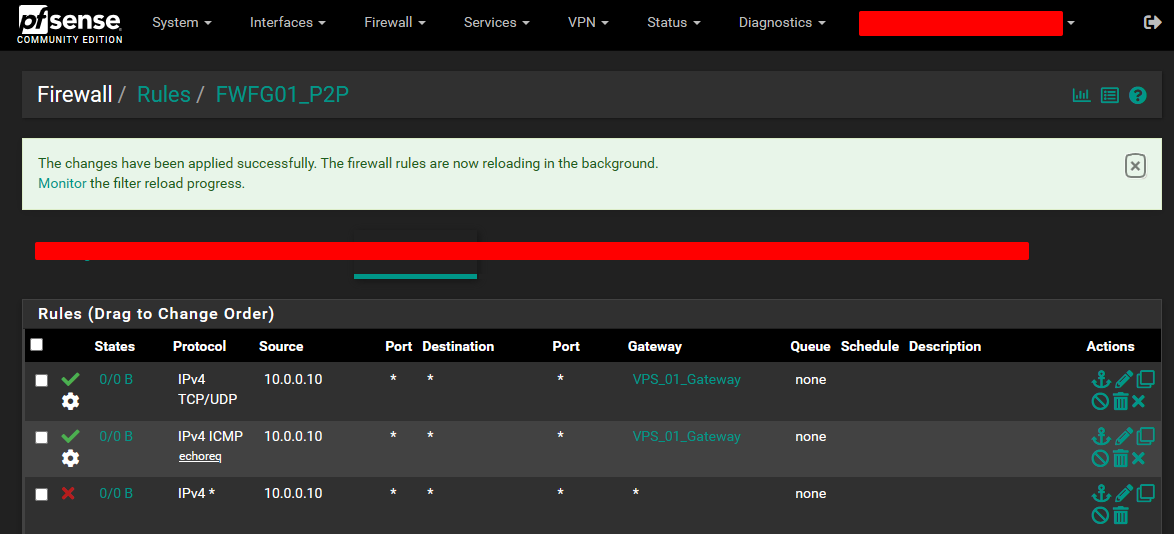 pfsense
COMMUNITY EDITION
System Interfaces Firewall Services VPN Status Diagnostics
Firewall / Rules / FWFG01_P2P
The changes have been applied successfully. The firewall rules are now reloading in the background.
Monitor the filter reload progress.
Rules (Drag to Change Order)
States Protocol Source Port Destination Port Gateway Queue Schedule Description Actions
0/0 B IPv4 TCP/UDP 10.0.0.10 * * * VPS_01_Gateway none
0/0 B IPv4 ICMP echoreq 10.0.0.10 * * * VPS_01_Gateway none
0/0 B IPv4 * 10.0.0.10 * * * * none